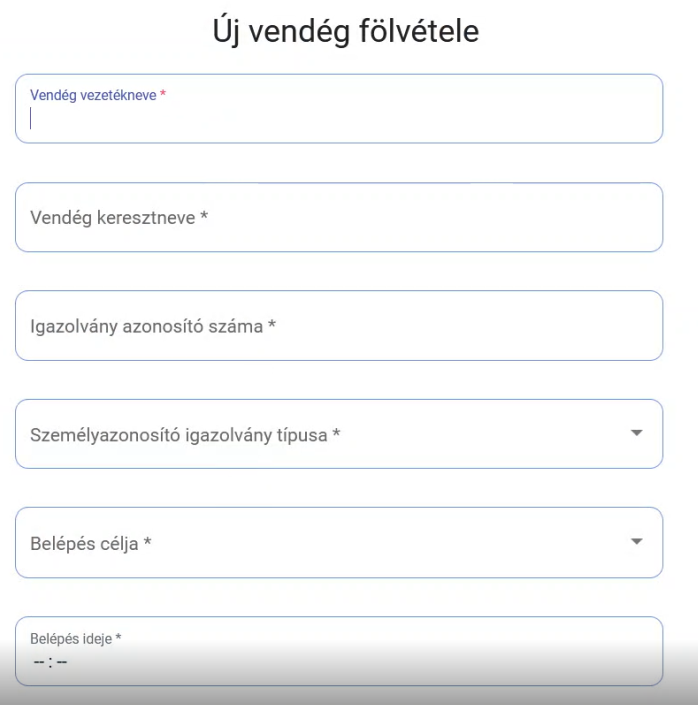 Új vendég fölvétele
Vendég vezetékneve *
Vendég keresztneve *
Igazolvány azonosító száma *
Személyazonosító igazolvány típusa *
Belépés célja *
Belépés ideje *
-- : --